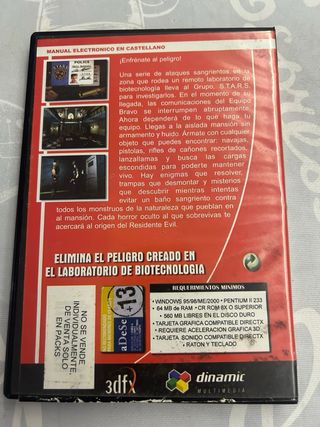 MANUAL ELECTRONICO EN CASTELLANO
¡Enfréntate al peligro!
Una serie de ataques sangrientos en la
zona que rodea un remoto laboratorio de
biotecnología lleva al Grupo, S.T.A.R.S.
para investigarlos. En el momento de su
llegada, las comunicaciones del Equipo
Bravo se interrumpen abruptamente.
Ahora dependerá de lo que haga tu
equipo. Llegas a la aislada mansión sin
armamento y huido. Ármate con cualquier
objeto que puedas encontrar: navajas,
pistolas, rifles de cañones recortados,
lanzallamas y busca las cargas
escondidas para poderte mantener
vivo. Hay enigmas que resolver,
trampas que desmontar y misterios
que descubrir mientras intentas
evitar un baño sangriento contra
todos los monstruos de la naturaleza que pueblan en
al mansión. Cada horror oculto al que sobrevivas te
acercará al origen del Resident Evil.
POLICE
ELIMINA EL PELIGRO CREADO EN
EL LABORATORIO DE BIOTECNOLOGIA
NO SE VENDE
INDIVIDUALMENTE,
DE VENTA SOLO
EN PACKS
+13
aDeSe
REQUERIMIENTOS MINIMOS
• WINDOWS 95/98/ME/2000 • PENTIUM II 233
• 64 MB de RAM • CR ROM 8X O SUPERIOR
• 560 MB LIBRES EN EL DISCO DURO
• TARJETA GRAFICA COMPATIBLE DIRECTX
• REQUIERE ACELERACION GRAFICA 3D
• TARJETA SONIDO COMPATIBLE DIRECTX
• RATON Y TECLADO
3dfx
dinamic
MULTIMEDIA